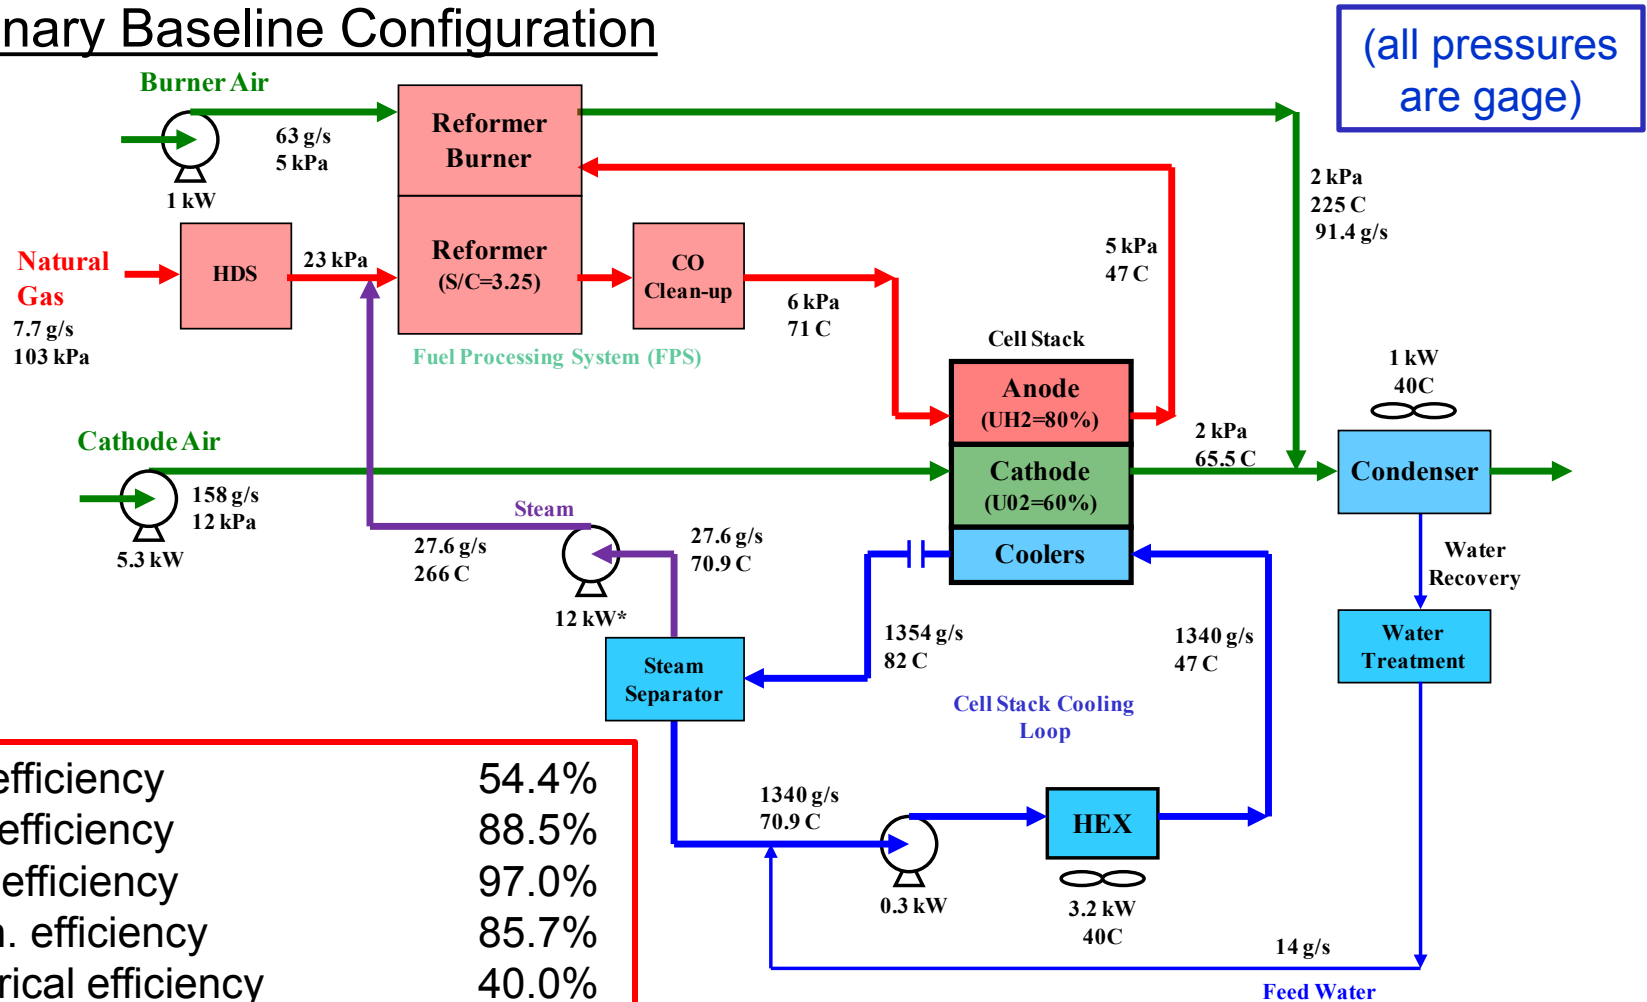 nary Baseline Configuration
(all pressures
are gage)
Burner Air
63 g/s
5 kPa
1 kW
Reformer
Burner
2 kPa
225 C
91.4 g/s
Natural
Gas
7.7 g/s
103 kPa
HDS
23 kPa
Reformer
(S/C=3.25)
CO
Clean-up
6 kPa
71 C
5 kPa
47 C
Fuel Processing System (FPS)
Cell Stack
Anode
(UH2=80%)
Cathode
(U02=60%)
Coolers
2 kPa
65.5 C
1 kW
40C
Condenser
Cathode Air
158 g/s
12 kPa
5.3 kW
Steam
27.6 g/s
266 C
27.6 g/s
70.9 C
12 kW*
Water
Recovery
Steam
Separator
1354 g/s
82 C
1340 g/s
47 C
Water
Treatment
Cell Stack Cooling
Loop
1340 g/s
70.9 C
0.3 kW
HEX
3.2 kW
40C
14 g/s
Feed Water
efficiency 54.4%
efficiency 88.5%
efficiency 97.0%
n. efficiency 85.7%
rical efficiency 40.0%